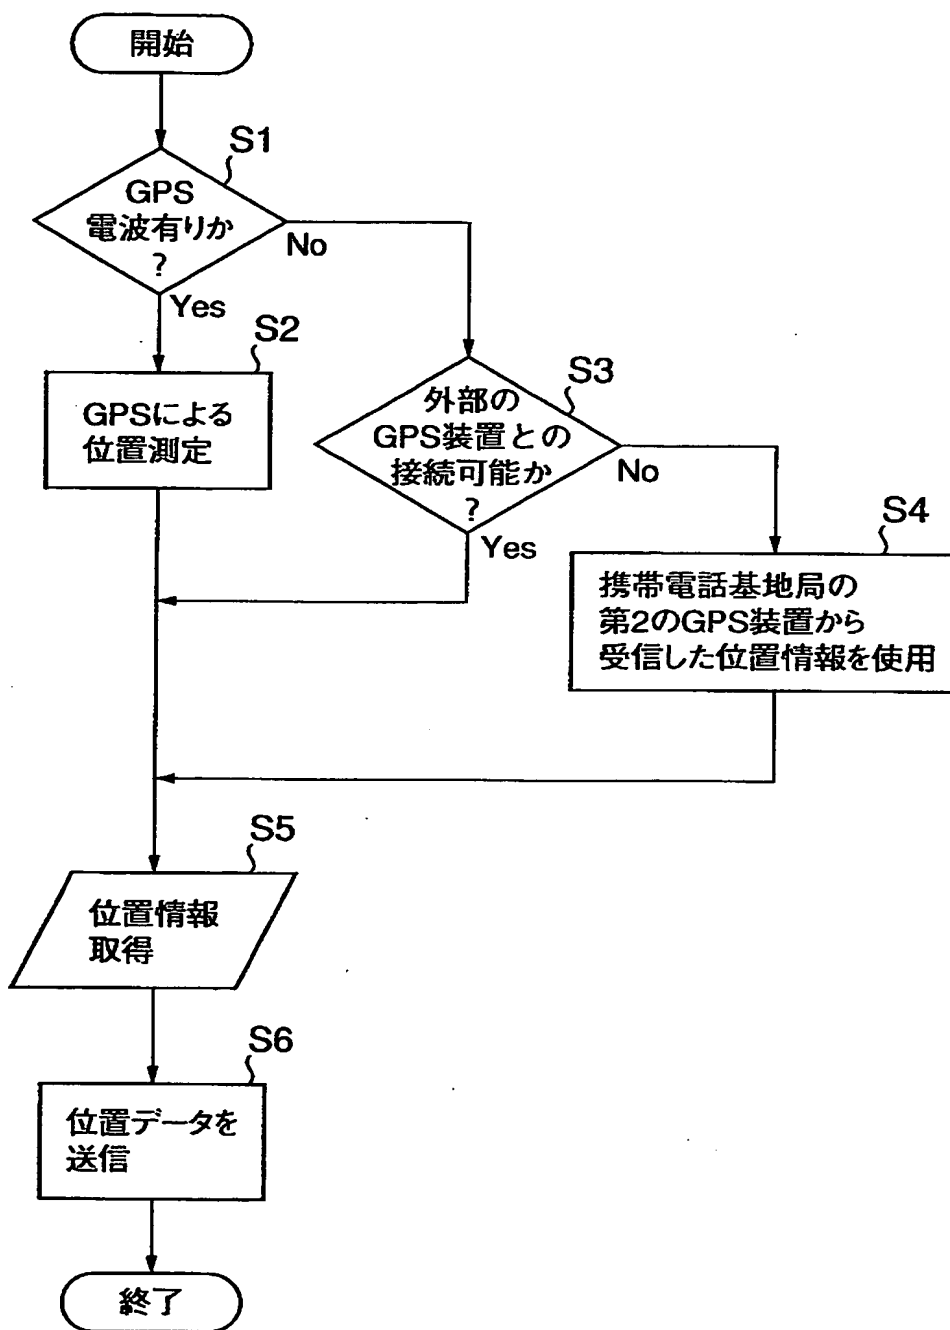 開始
S1
GPS
電波有りか
?
No
Yes
S2
GPSによる
位置測定
S3
外部の
GPS装置との
接続可能か
?
No
Yes
S4
携帯電話基地局の
第2のGPS装置から
受信した位置情報を使用
S5
位置情報
取得
S6
位置データを
送信
終了